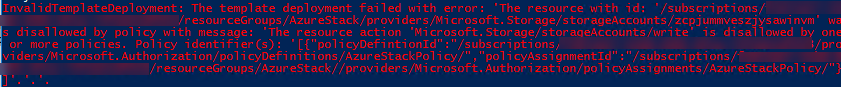 InvalidTemplateDeployment: The template deployment failed with error: 'The resource with id: '/subscriptions/
/resourceGroups/AzureStack/providers/Microsoft.Storage/storageAccounts/zcpjummveszjysawinvm' wa
s disallowed by policy with message: 'The resource action 'Microsoft.Storage/storageAccounts/write' is disallowed by one
or more policies. Policy identifier(s): '[{"policyDefintionId":"/subscriptions/ /pro
viders/Microsoft.Authorization/policyDefinitions/AzureStackPolicy/","policyAssignmentId":"/subscriptions/
/resourceGroups/AzureStack//providers/Microsoft.Authorization/policyAssignments/AzureStackPolicy/"}
]'.'.'.